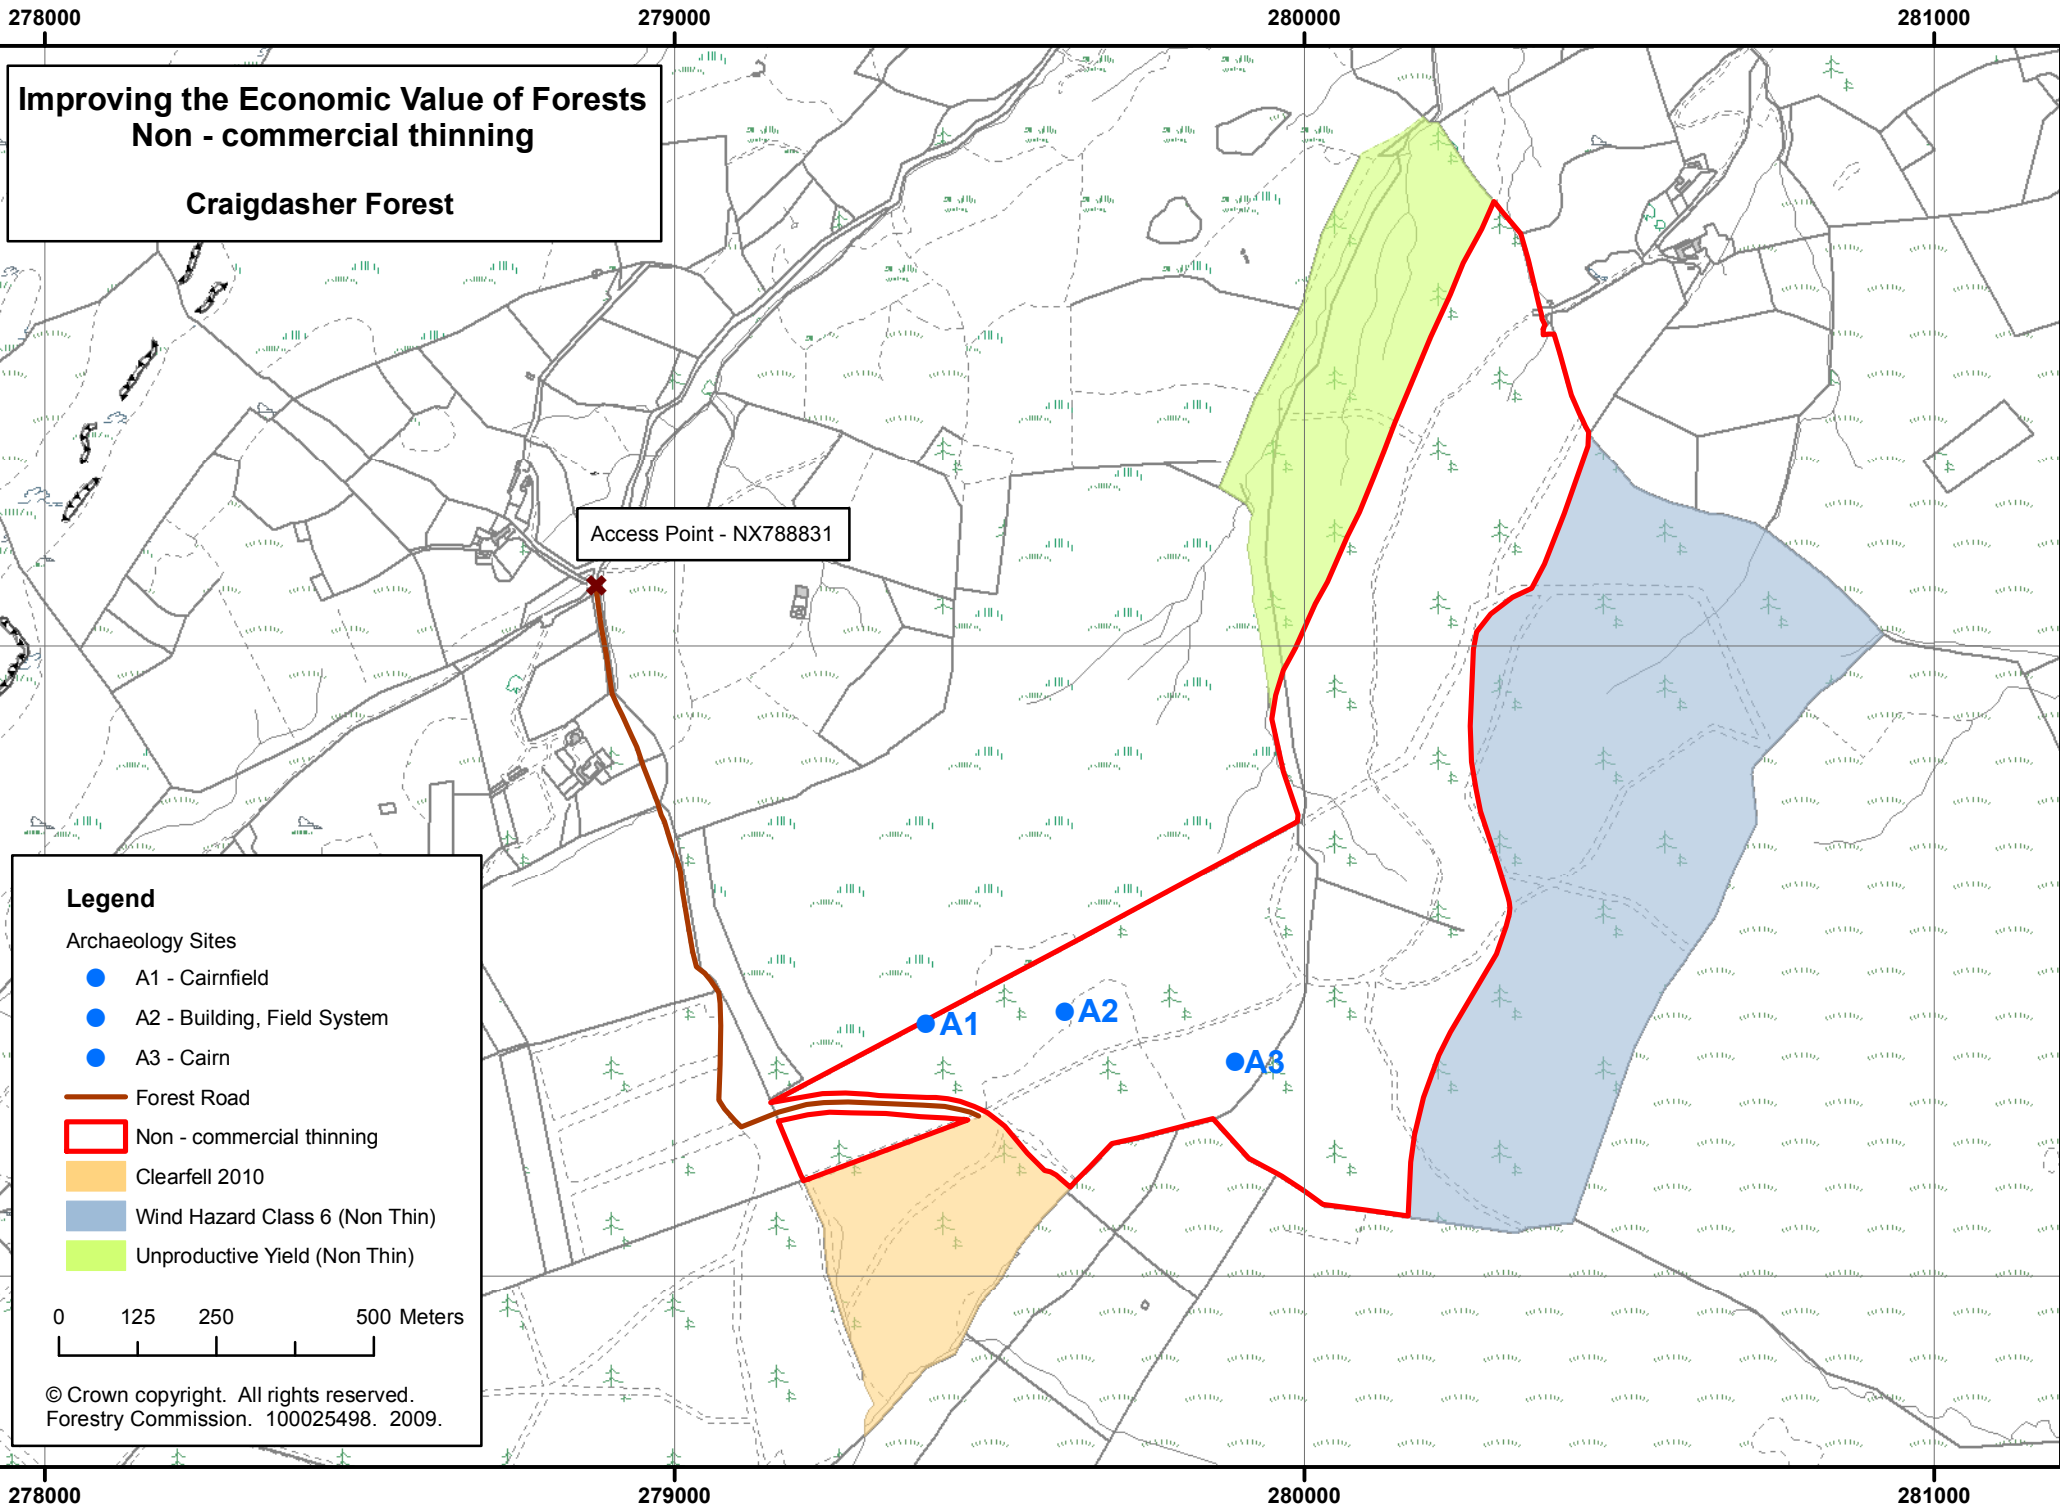 278000
279000
280000
281000
Improving the Economic Value of Forests
Non - commercial thinning
Craigdasher Forest
Access Point - NX788831
A1
A2
A3
Legend
Archaeology Sites
A1 - Cairnfield
A2 - Building, Field System
A3 - Cairn
Forest Road
Non - commercial thinning
Clearfell 2010
Wind Hazard Class 6 (Non Thin)
Unproductive Yield (Non Thin)
0 125 250 500 Meters
© Crown copyright. All rights reserved.
Forestry Commission. 100025498. 2009.
278000
279000
280000
281000